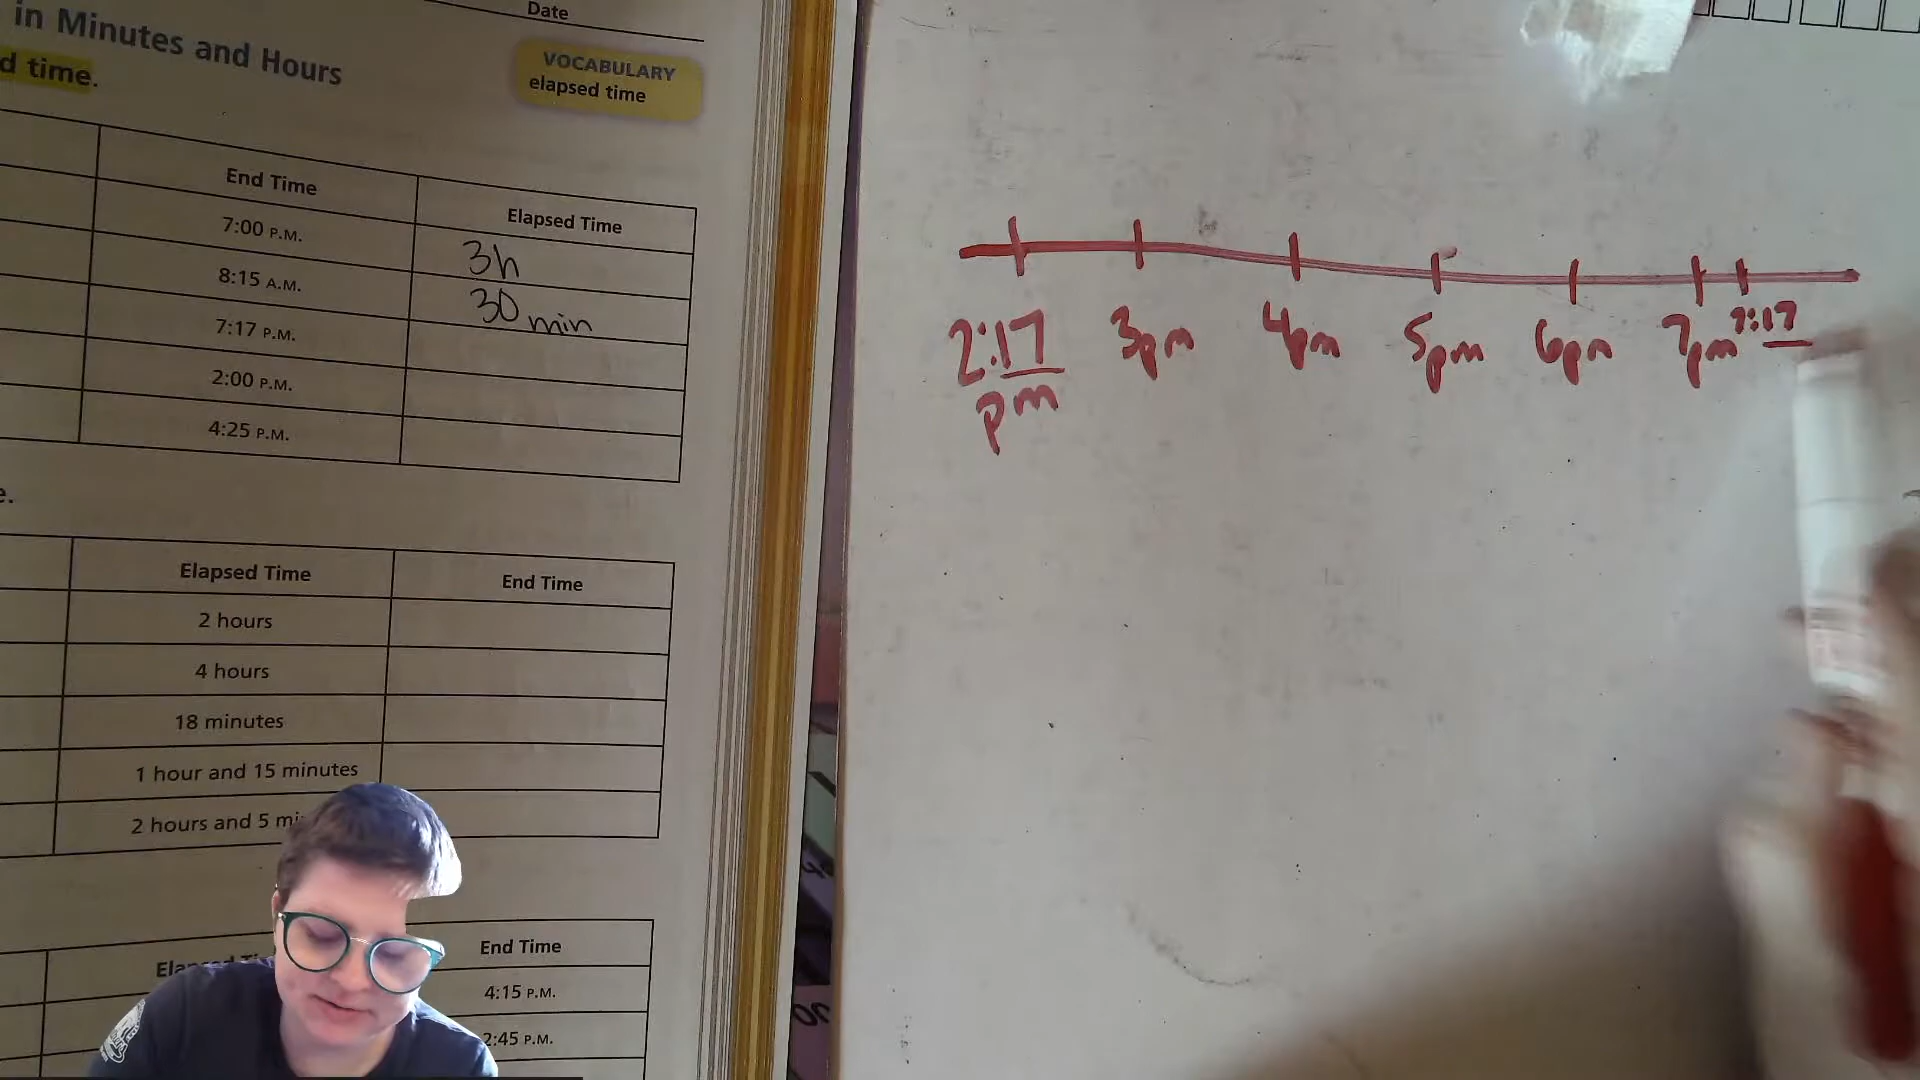 Date
in Minutes and Hours
d time.
VOCABULARY
elapsed time
End Time
Elapsed Time
7:00 P.M.
3h
8:15 A.M.
30 min
7:17 P.M.
2:00 P.M.
4:25 P.M.
e.
Elapsed Time
End Time
2 hours
4 hours
18 minutes
1 hour and 15 minutes
2 hours and 5 mi
End Time
4:15 P.M.
2:45 P.M.
2:17 pm
3pm
4pm
5pm
6pm
7pm
7:17